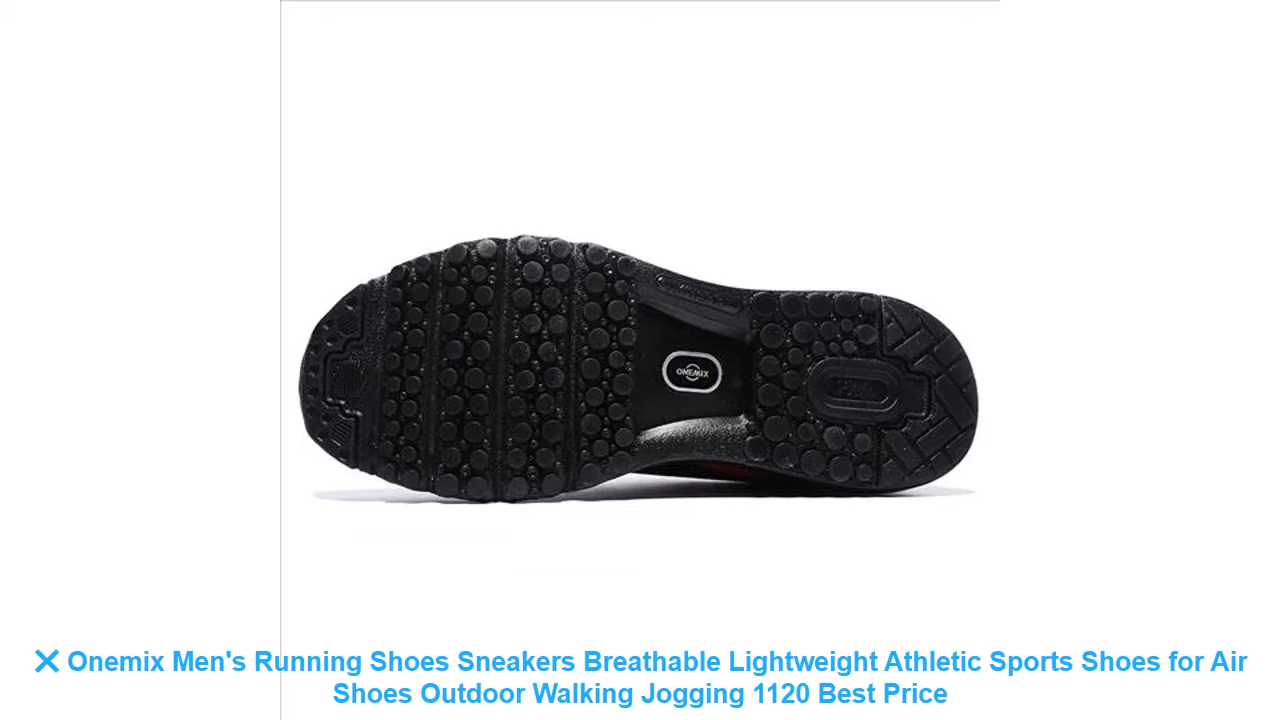 ONEMIX
❌ Onemix Men's Running Shoes Sneakers Breathable Lightweight Athletic Sports Shoes for Air
Shoes Outdoor Walking Jogging 1120 Best Price